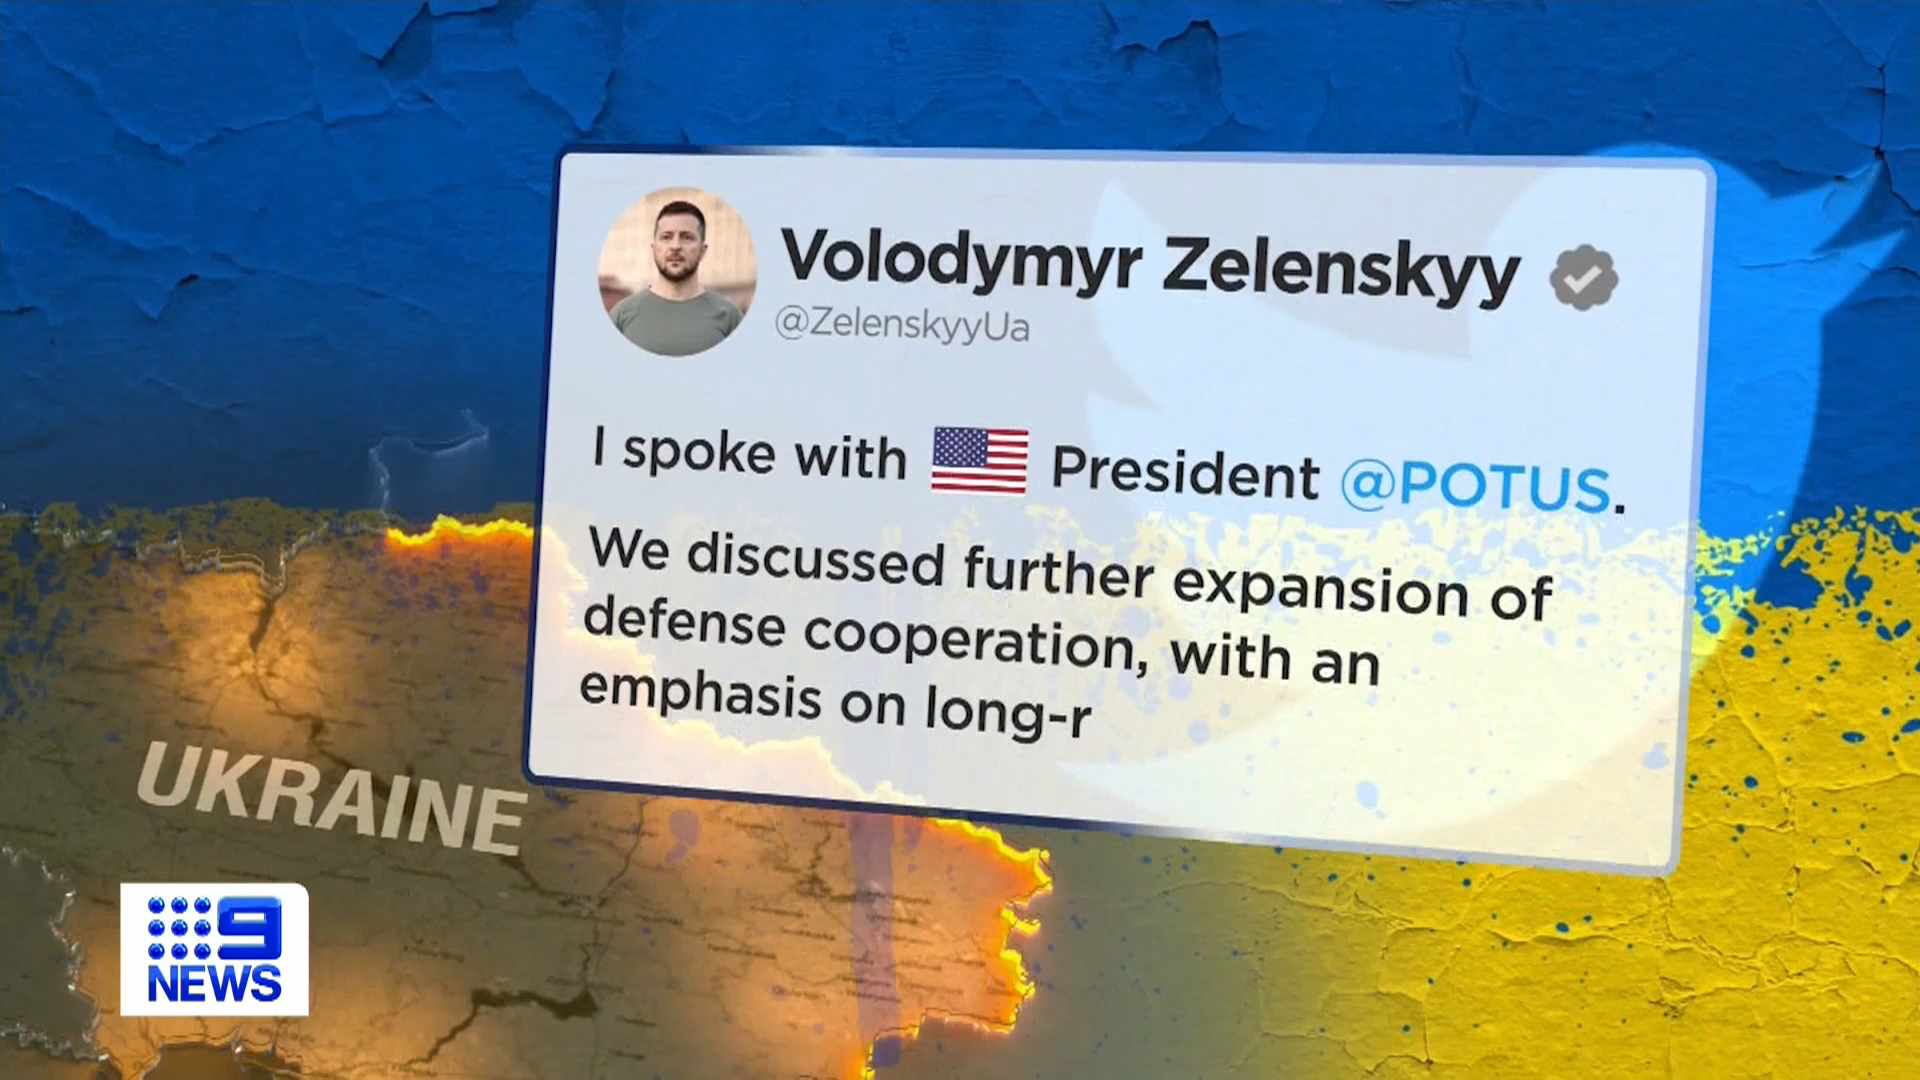 Volodymyr Zelenskyy
@ZelenskyyUa
I spoke with President @POTUS.
We discussed further expansion of
defense cooperation, with an
emphasis on long-r
UKRAINE
9
NEWS